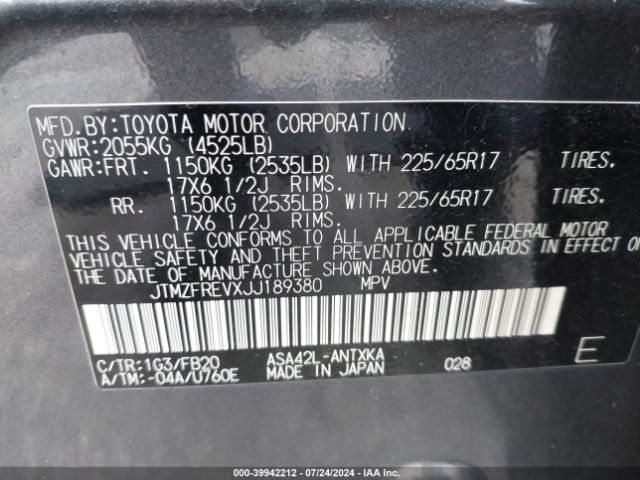 MFD.BY:TOYOTA MOTOR CORPORATION
GVWR:2055KG (4525LB)
GAWR:FRT. 1150KG (2535LB) WITH 225/65R17 TIRES.
17X6 1/2J RIMS.
RR. 1150KG (2535LB) WITH 225/65R17 TIRES.
17X6 1/2J RIMS.
THIS VEHICLE CONFORMS TO ALL APPLICABLE FEDERAL MOTOR
VEHICLE SAFETY AND THEFT PREVENTION STANDARDS IN EFFECT
THE DATE OF MANUFACTURE SHOWN ABOVE.
JTMZFREVXJJ189380 MPV
C/TR:1G3/FB20 ASA42L-ANTXKA
A/TM:-04A/U760E MADE IN JAPAN 028 E
000-39942212 - 07/24/2024 - IAA Inc.